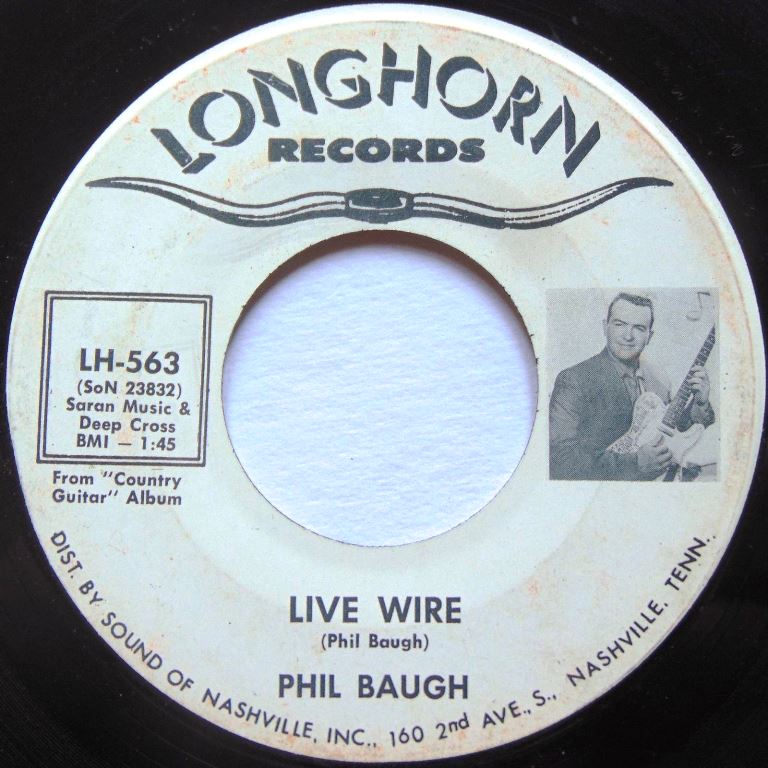 LONGHORN
RECORDS
LH-563
(SoN 23832)
Saran Music &
Deep Cross
BMI — 1:45
From "Country
Guitar" Album
LIVE WIRE
(Phil Baugh)
PHIL BAUGH
DIST. BY SOUND OF NASHVILLE, INC., 160 2nd AVE., S., NASHVILLE. TENN.